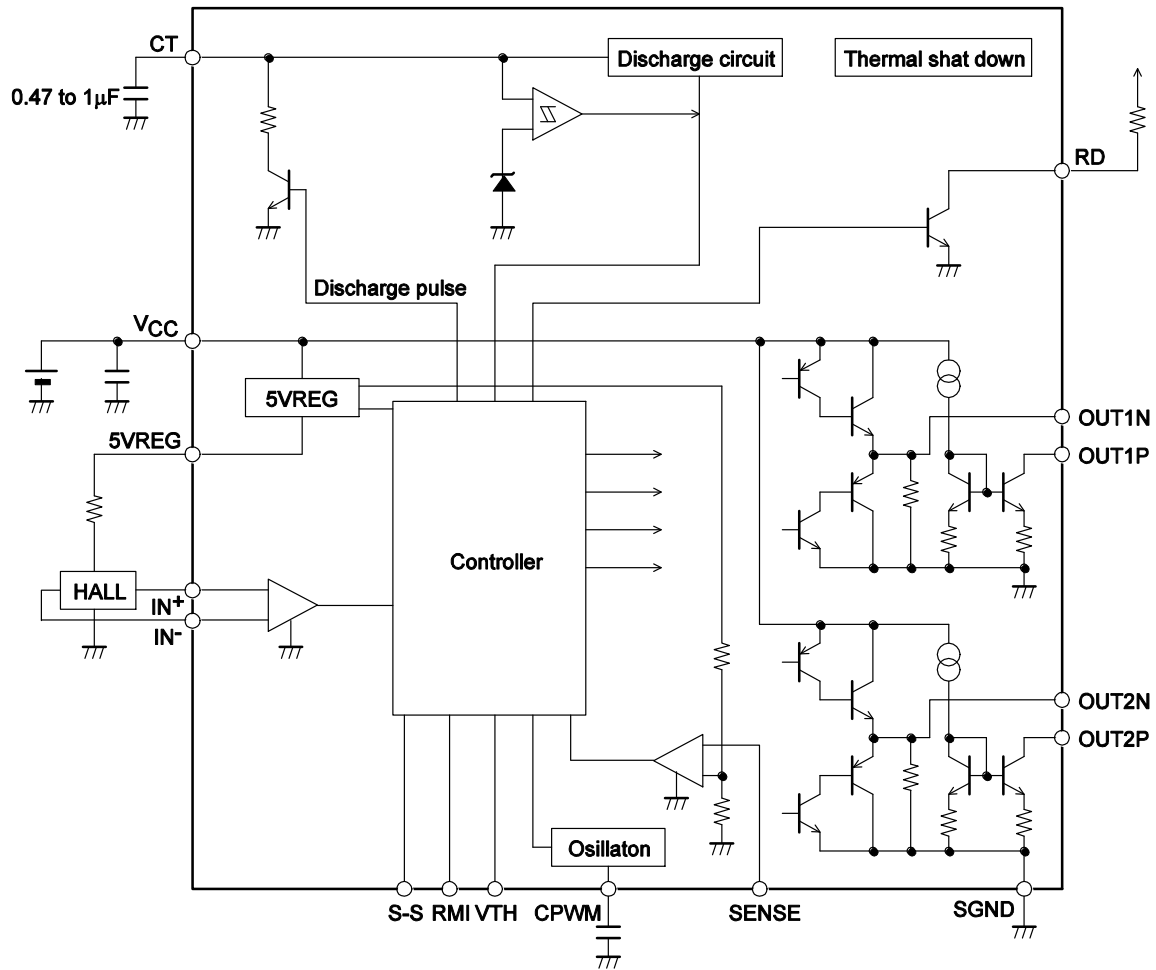 CT
Discharge circuit
Thermal shat down
0.47 to 1μF
RD
Discharge pulse
VCC
5VREG
5VREG
OUT1N
OUT1P
Controller
HALL
IN+
IN-
OUT2N
OUT2P
Osillaton
S-S
RMI
VTH
CPWM
SENSE
SGND